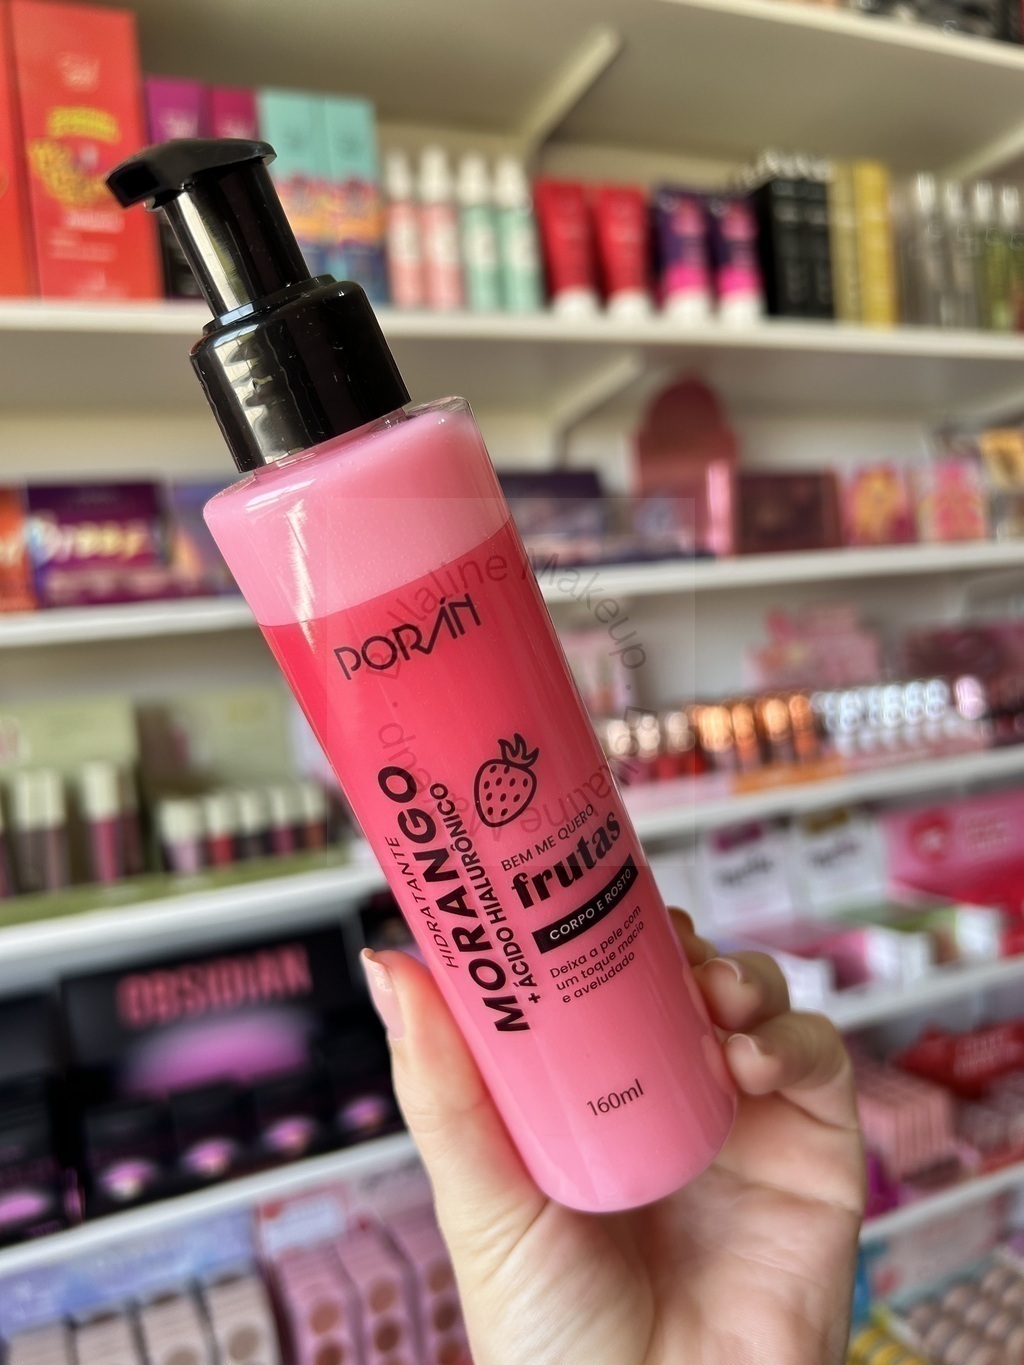 PORÁN
HIDRATANTE
MORANGO
+ ÁCIDO HIALURÔNICO
BEM ME QUERO
frutas
CORPO E ROSTO
Deixa a pele com
um toque macio
e aveludado
160ml
OBSIDIAN